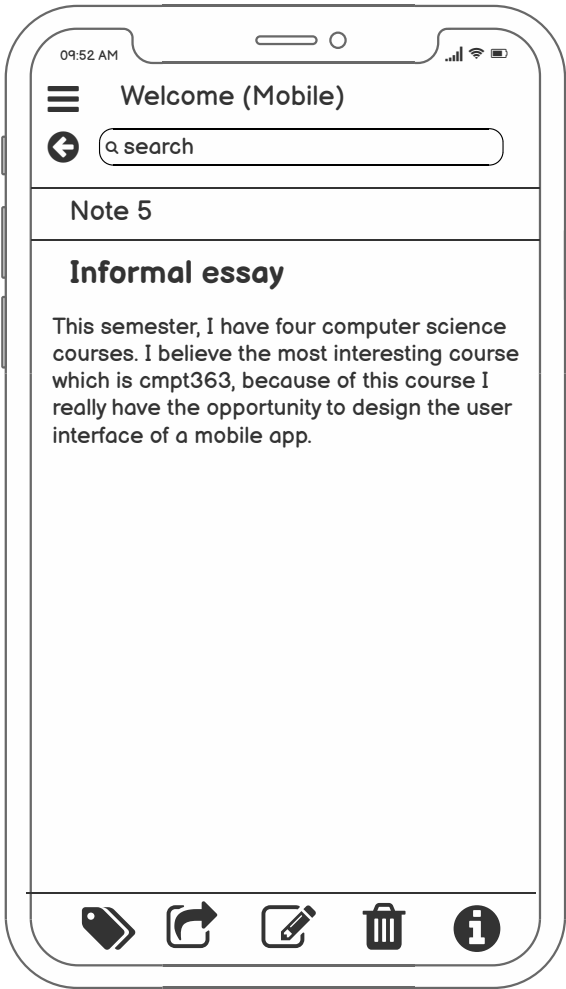 09:52 AM
Welcome (Mobile)
search
Note 5
Informal essay
This semester, I have four computer science
courses. I believe the most interesting course
which is cmpt363, because of this course I
really have the opportunity to design the user
interface of a mobile app.